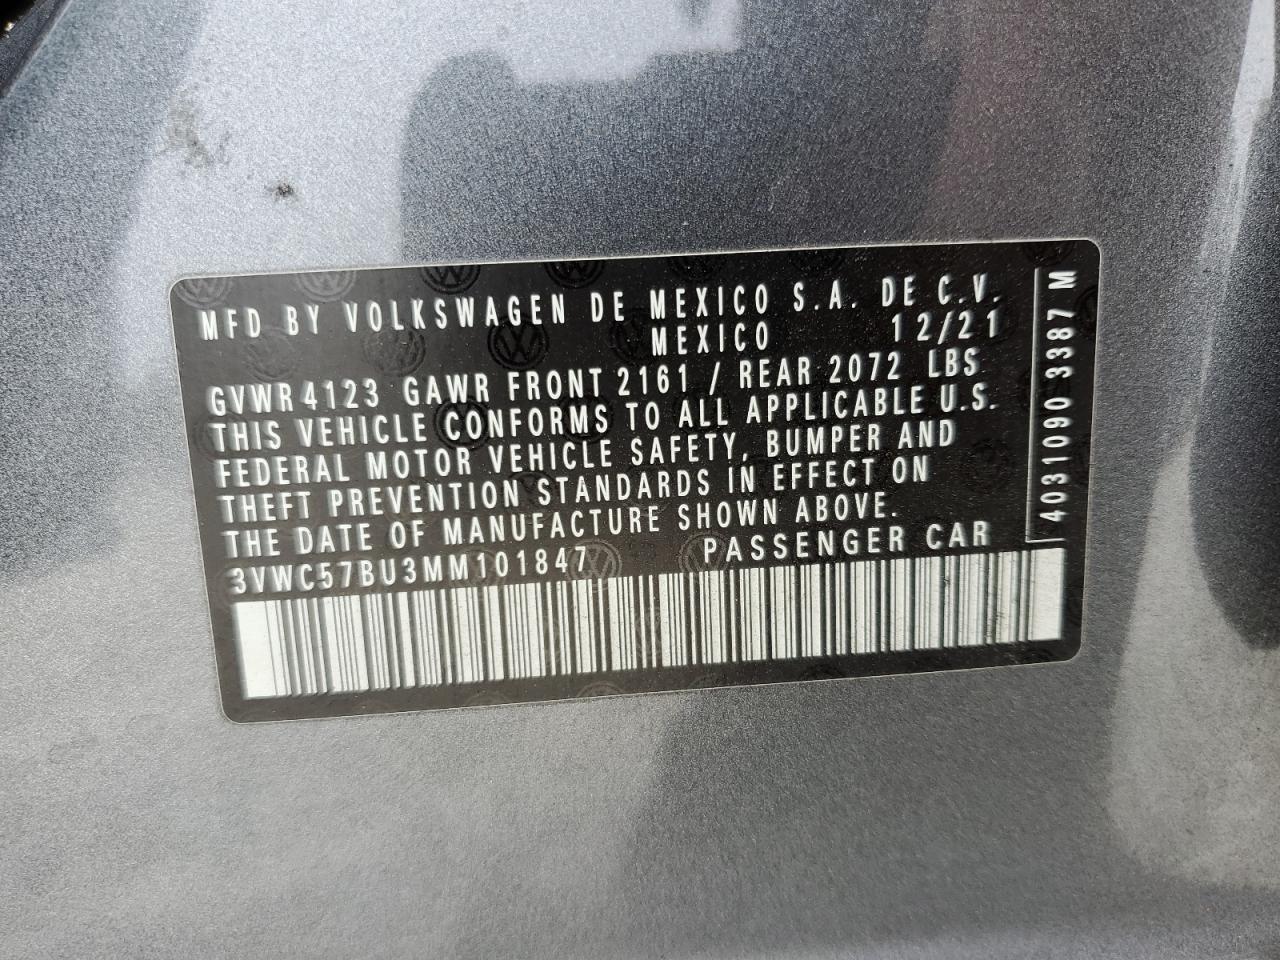 MFD BY VOLKSWAGEN DE MEXICO S.A. DE C.V.
MEXICO 12/21
GVWR 4123 GAWR FRONT 2161 / REAR 2072 LBS
THIS VEHICLE CONFORMS TO ALL APPLICABLE U.S.
FEDERAL MOTOR VEHICLE SAFETY, BUMPER AND
THEFT PREVENTION STANDARDS IN EFFECT ON
THE DATE OF MANUFACTURE SHOWN ABOVE.
3VWC57BU3MM101847 PASSENGER CAR
4031090 3387 M